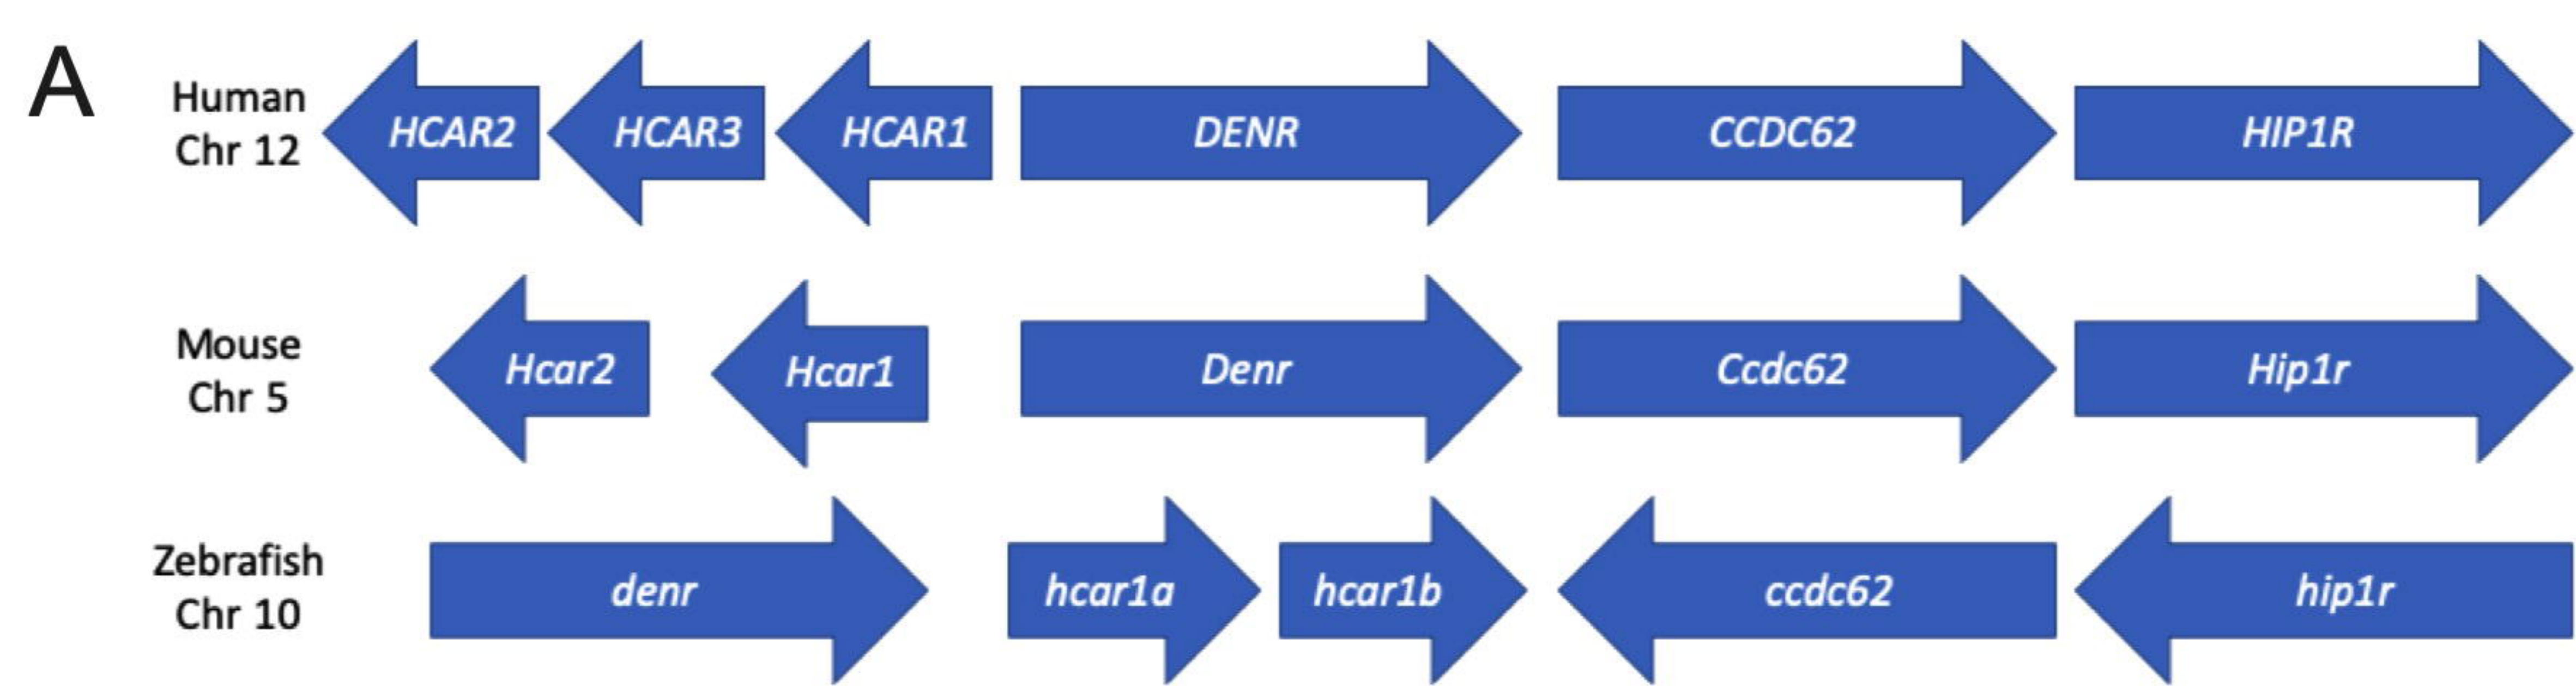 A
Human
Chr 12
HCAR2 HCAR3 HCAR1 DENR CCDC62 HIP1R
Mouse
Chr 5
Hcar2 Hcar1 Denr Ccdc62 Hip1r
Zebrafish
Chr 10
denr hcar1a hcar1b ccdc62 hip1r